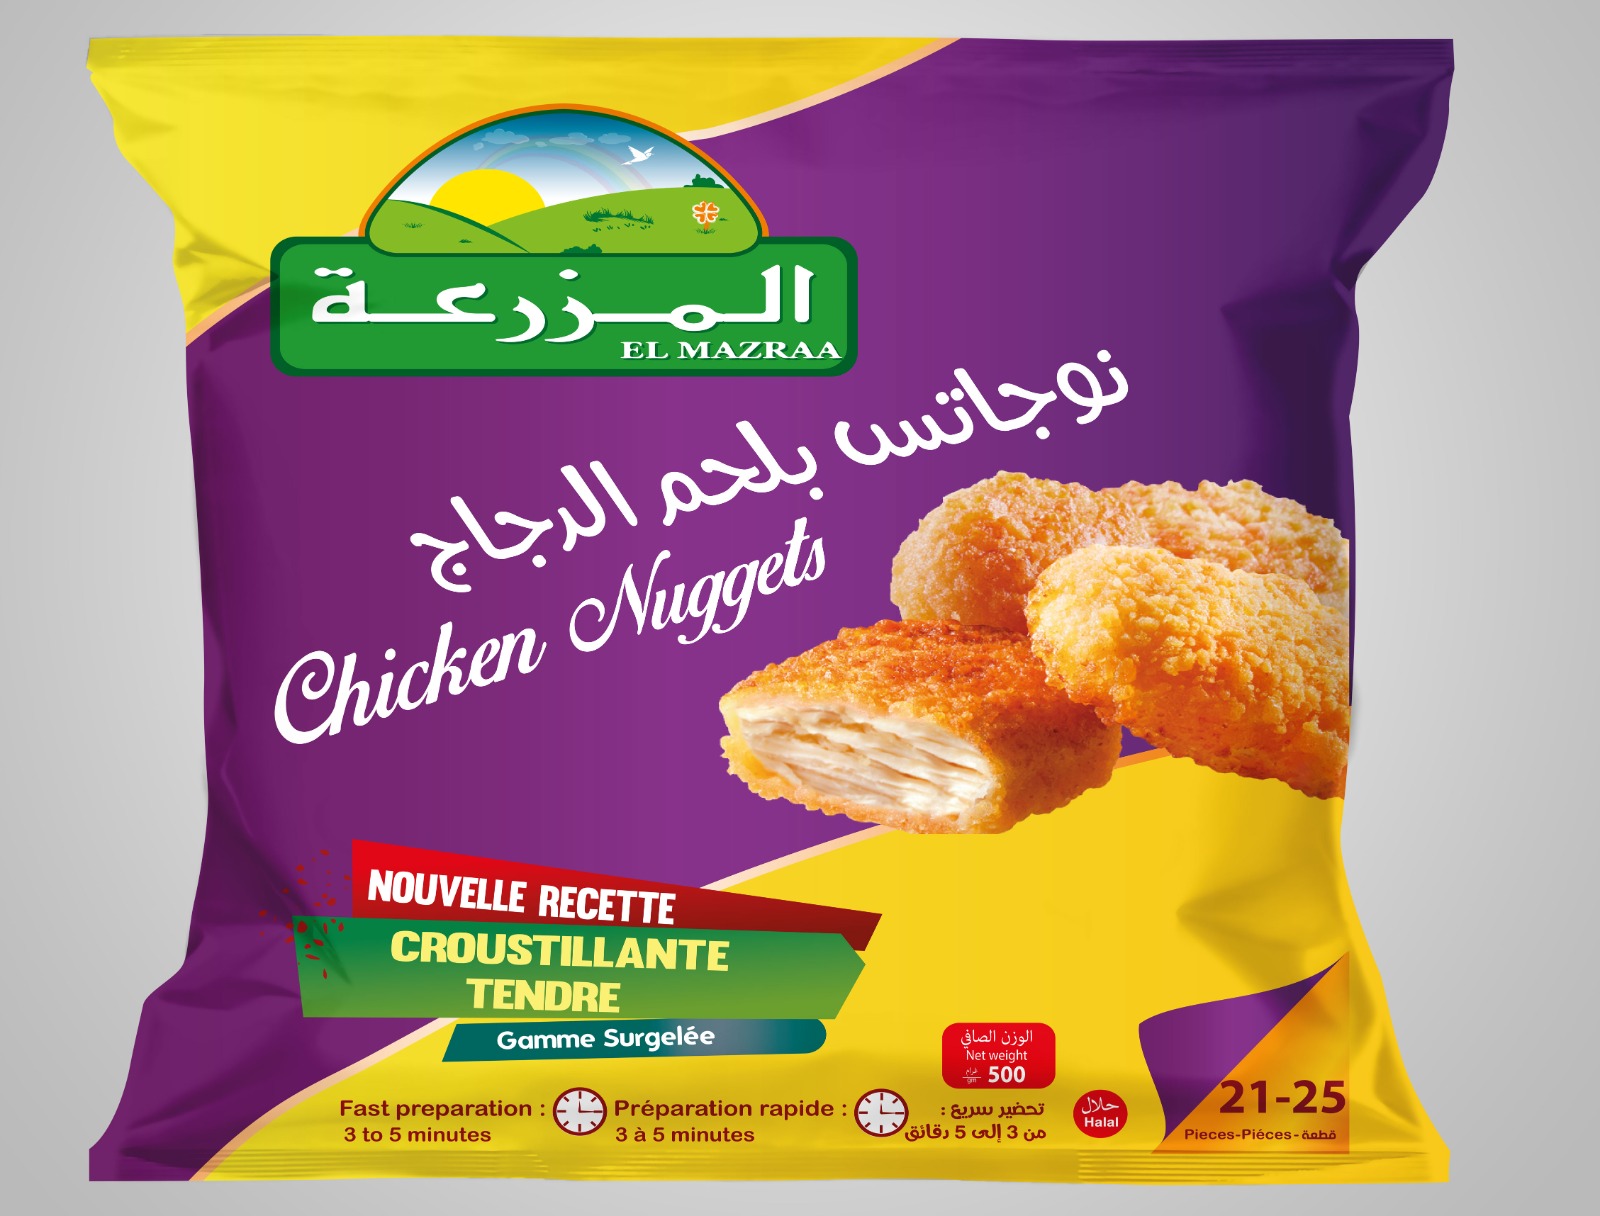 المزرعة
EL MAZRAA
نوجاتس بلحم الدجاج
Chicken Nuggets
NOUVELLE RECETTE
CROUSTILLANTE
TENDRE
Gamme Surgelée
الوزن الصافي
Net weight
غرام gm 500
Fast preparation :
3 to 5 minutes
Préparation rapide :
3 à 5 minutes
تحضير سريع :
من 3 إلى 5 دقائق
حلال
Halal
21-25
Pieces-Piéces-قطعة